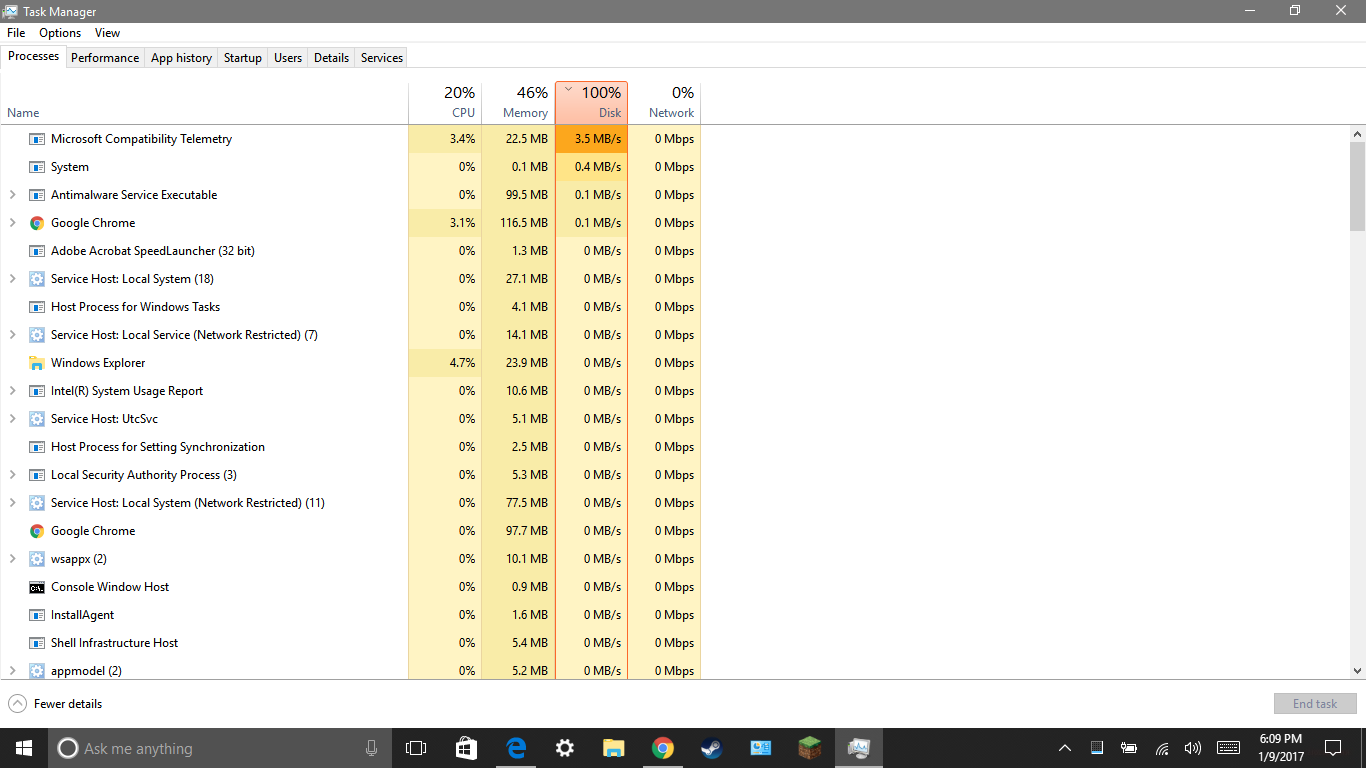 Task Manager
File Options View
Processes Performance App history Startup Users Details Services
20% 46% 100% 0%
Name CPU Memory Disk Network
Microsoft Compatibility Telemetry 3.4% 22.5 MB 3.5 MB/s 0 Mbps
System 0% 0.1 MB 0.4 MB/s 0 Mbps
Antimalware Service Executable 0% 99.5 MB 0.1 MB/s 0 Mbps
Google Chrome 3.1% 116.5 MB 0.1 MB/s 0 Mbps
Adobe Acrobat SpeedLauncher (32 bit) 0% 1.3 MB 0 MB/s 0 Mbps
Service Host: Local System (18) 0% 27.1 MB 0 MB/s 0 Mbps
Host Process for Windows Tasks 0% 4.1 MB 0 MB/s 0 Mbps
Service Host: Local Service (Network Restricted) (7) 0% 14.1 MB 0 MB/s 0 Mbps
Windows Explorer 4.7% 23.9 MB 0 MB/s 0 Mbps
Intel(R) System Usage Report 0% 10.6 MB 0 MB/s 0 Mbps
Service Host: UtcSvc 0% 5.1 MB 0 MB/s 0 Mbps
Host Process for Setting Synchronization 0% 2.5 MB 0 MB/s 0 Mbps
Local Security Authority Process (3) 0% 5.3 MB 0 MB/s 0 Mbps
Service Host: Local System (Network Restricted) (11) 0% 77.5 MB 0 MB/s 0 Mbps
Google Chrome 0% 97.7 MB 0 MB/s 0 Mbps
wsappx (2) 0% 10.1 MB 0 MB/s 0 Mbps
Console Window Host 0% 0.9 MB 0 MB/s 0 Mbps
InstallAgent 0% 1.6 MB 0 MB/s 0 Mbps
Shell Infrastructure Host 0% 5.4 MB 0 MB/s 0 Mbps
appmodel (2) 0% 5.2 MB 0 MB/s 0 Mbps
Fewer details End task
Ask me anything
6:09 PM
1/9/2017